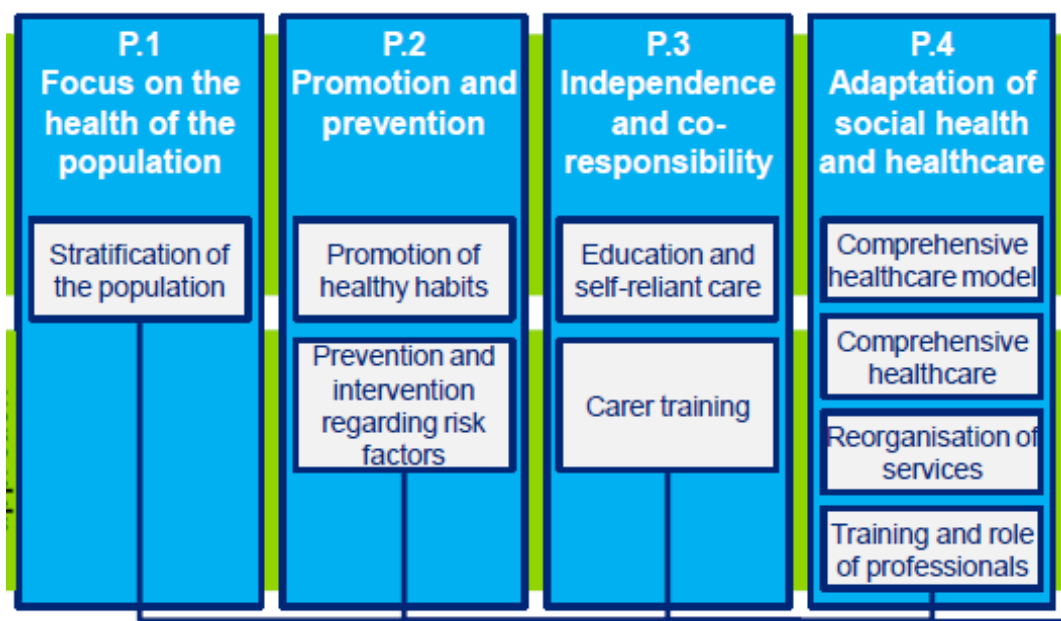 P.1
Focus on the
health of the
population
Stratification of
the population
P.2
Promotion and
prevention
Promotion of
healthy habits
Prevention and
intervention
regarding risk
factors
P.3
Independence
and co-
responsibility
Education and
self-reliant care
Carer training
P.4
Adaptation of
social health
and healthcare
Comprehensive
healthcare model
Comprehensive
healthcare
Reorganisation of
services
Training and role
of professionals